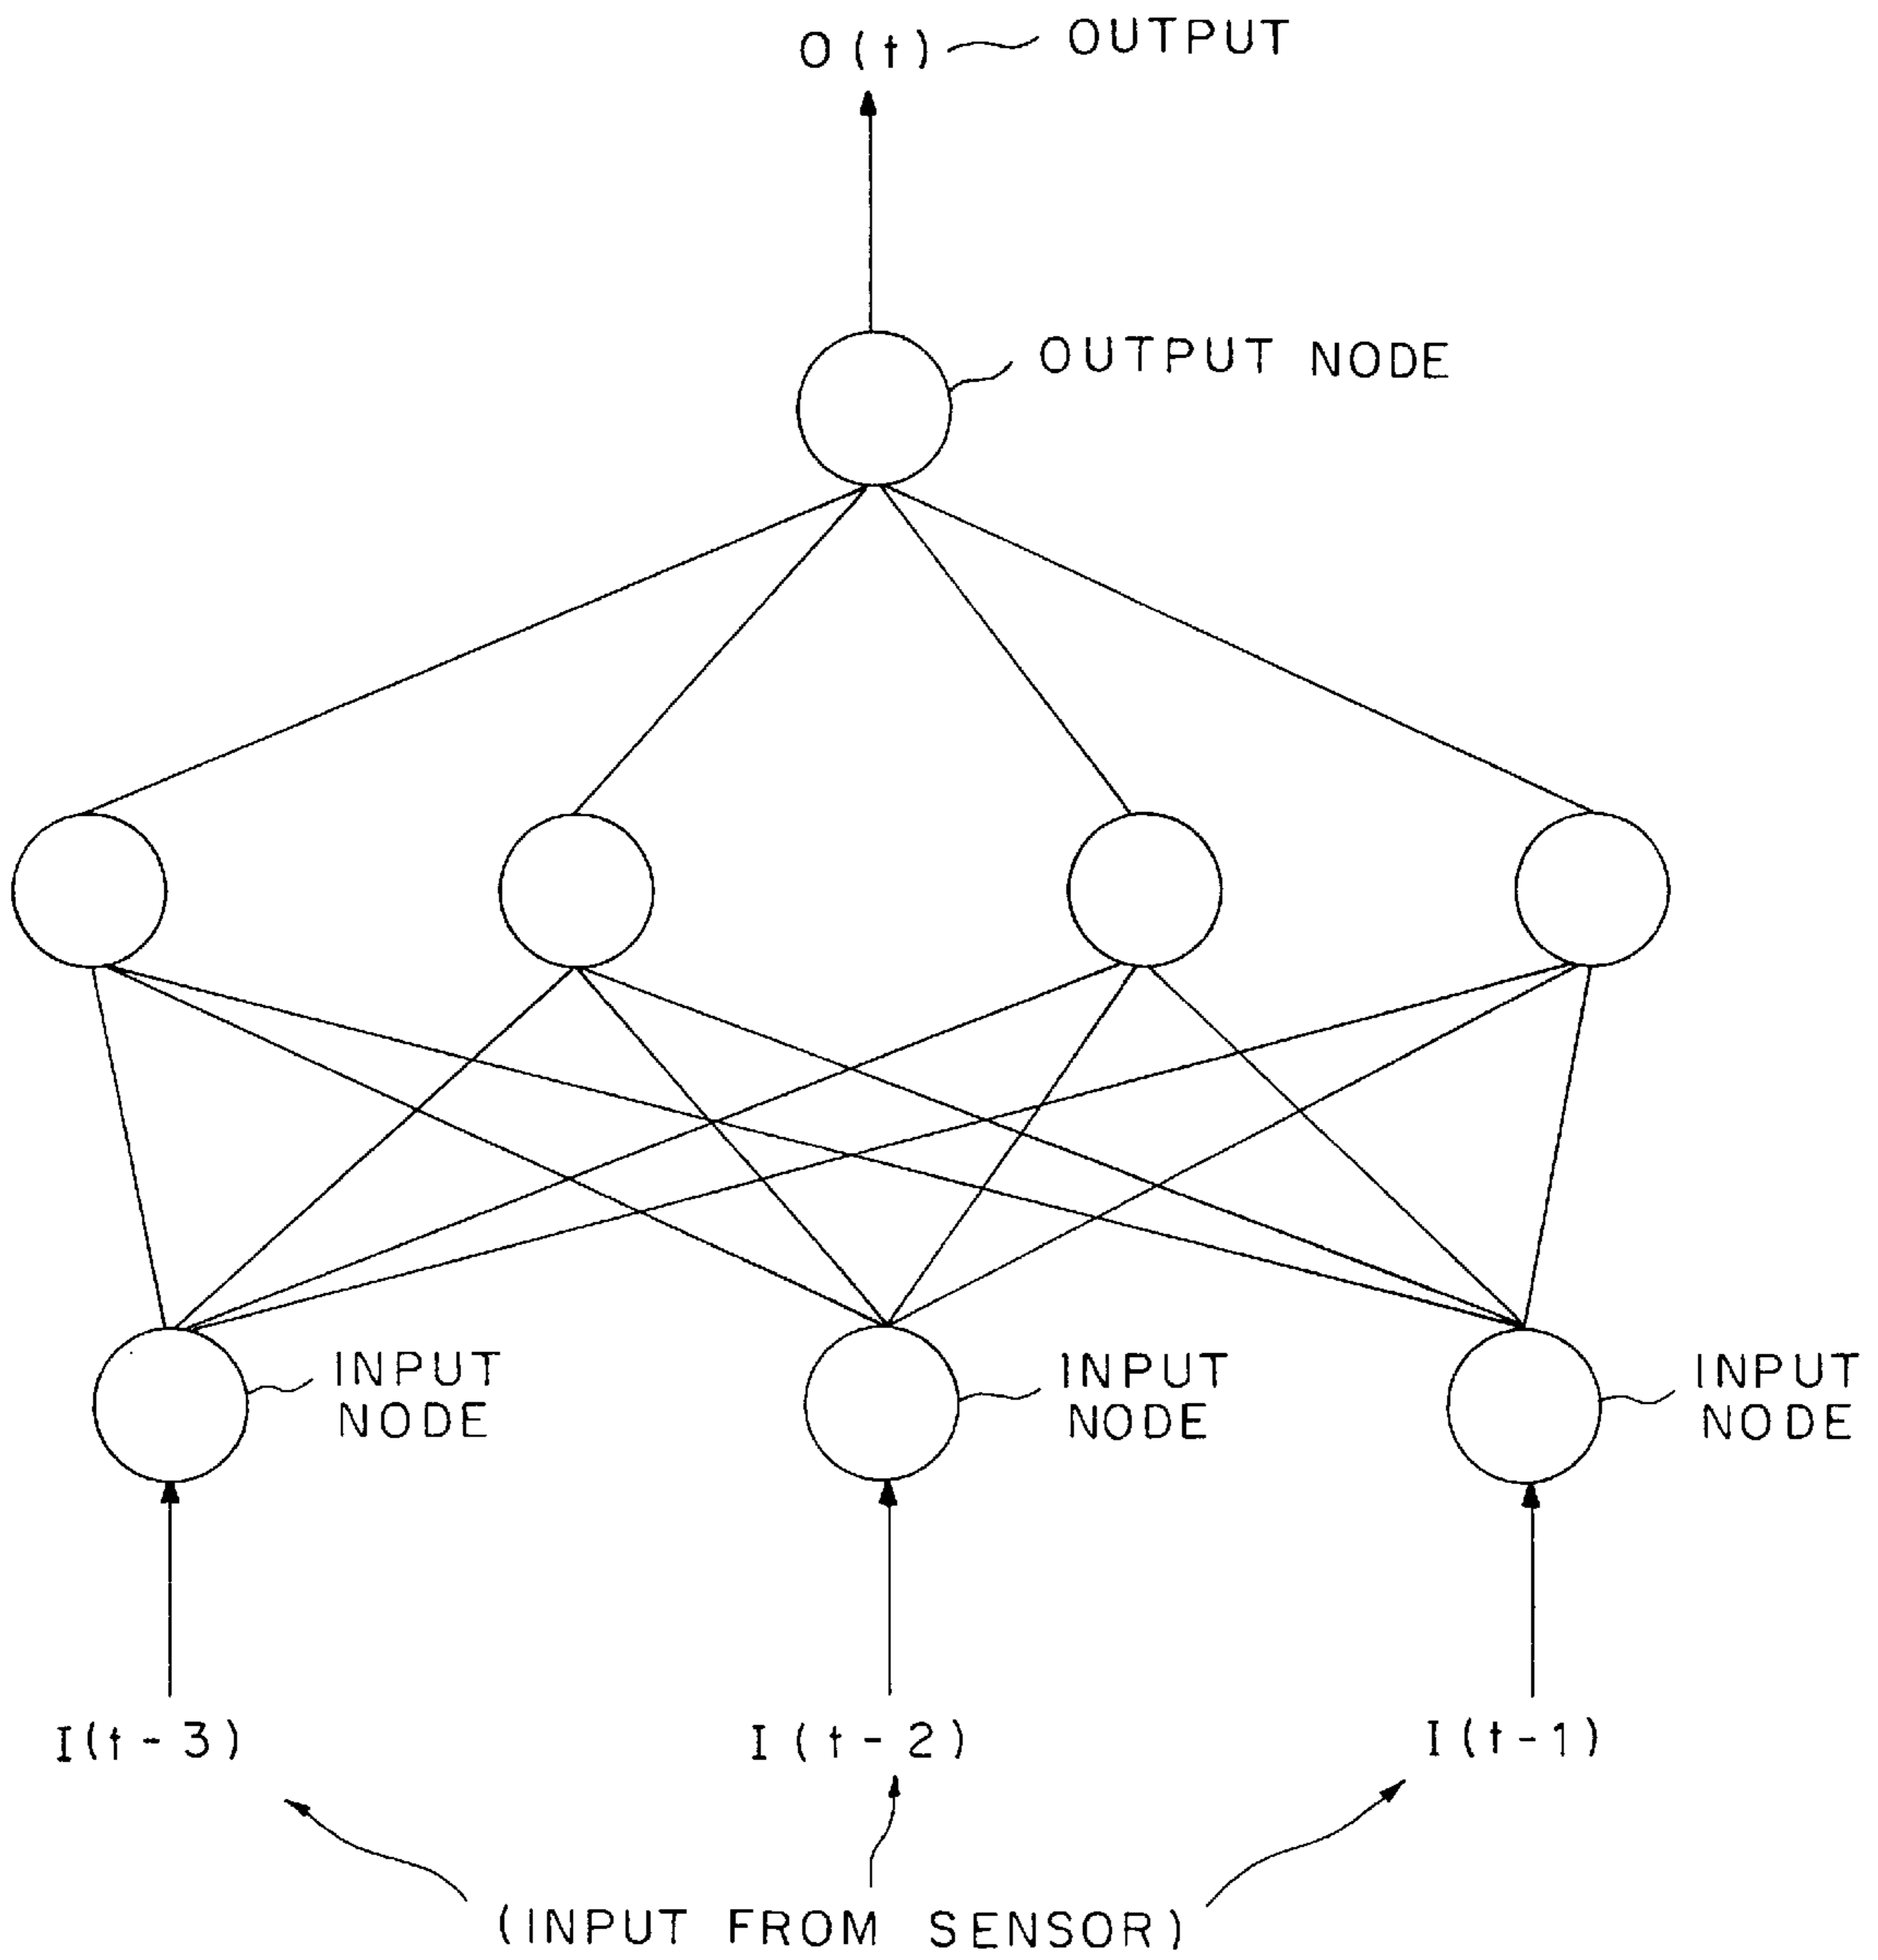 O(t) OUTPUT
OUTPUT NODE
INPUT
NODE
INPUT
NODE
INPUT
NODE
I(t-3)
I(t-2)
I(t-1)
(INPUT FROM SENSOR)